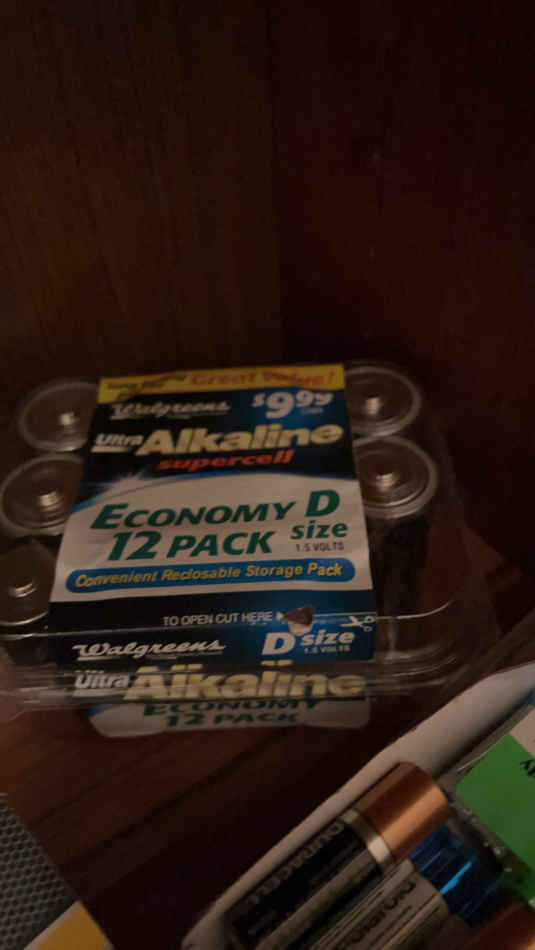 Great Value!
Walgreens $9.99
Ultra Alkaline
supercell
ECONOMY D
12 PACK size
1.5 VOLTS
Convenient Reclosable Storage Pack
TO OPEN CUT HERE
Walgreens D size
1.5 VOLTS
Ultra Alkaline
ECONOMY
12 PACK
DURACELL